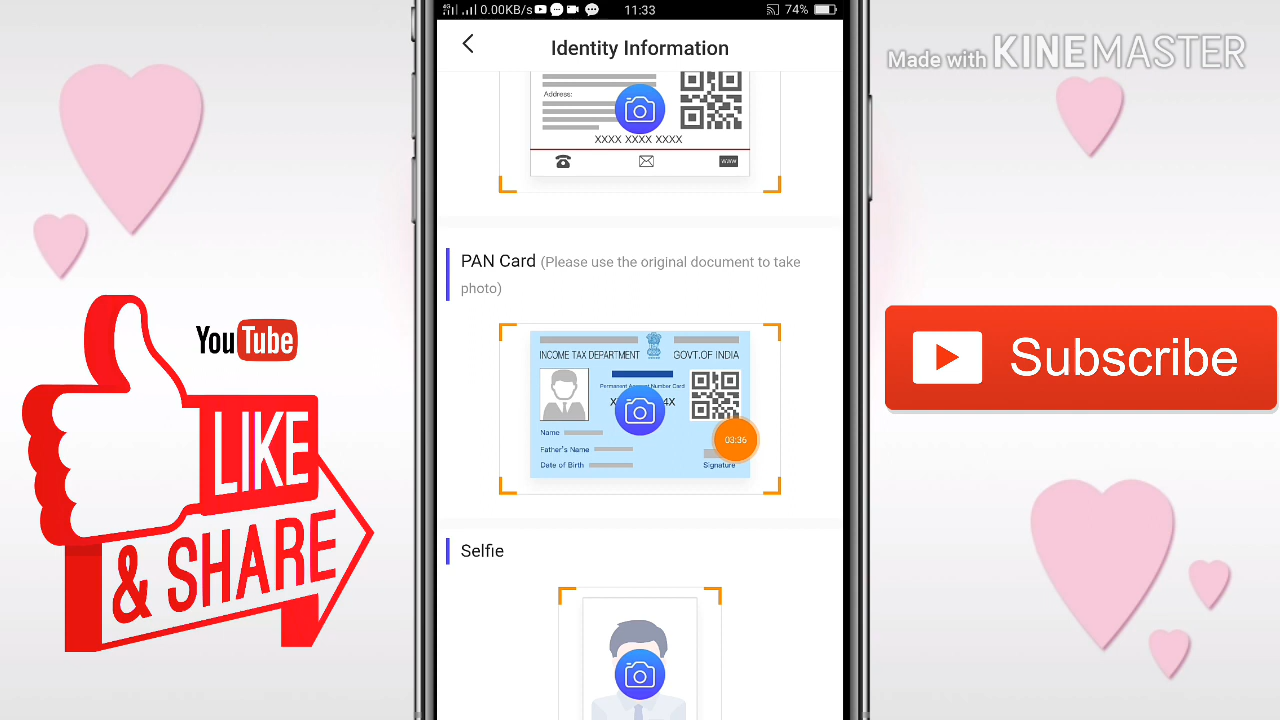 0.00KB/s
11:33
74%
Identity Information
Made with KINEMASTER
Address:
XXXX XXXX XXXX
www
PAN Card (Please use the original document to take
photo)
INCOME TAX DEPARTMENT GOVT.OF INDIA
Permanent Account Number Card
X 4X
Name
Father's Name
Date of Birth
Signature
03:36
Selfie
YouTube
LIKE
& SHARE
Subscribe